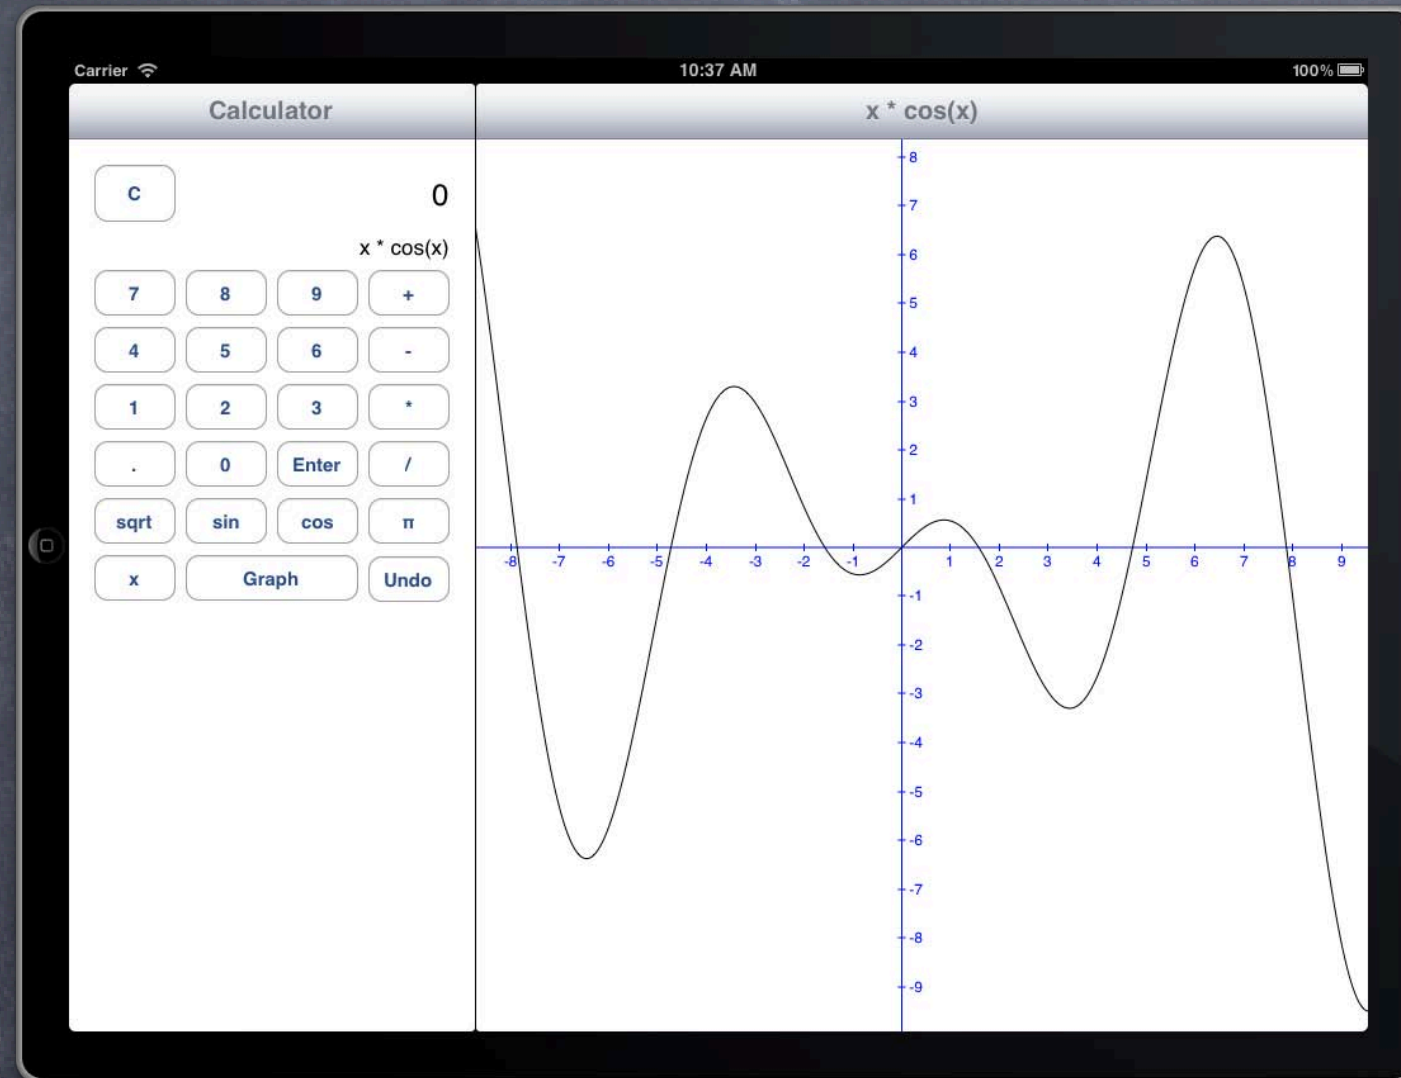 Carrier
10:37 AM
100%
Calculator
x * cos(x)
C
0
x * cos(x)
7 8 9 +
4 5 6 -
1 2 3 *
. 0 Enter /
sqrt sin cos π
x Graph Undo
8
7
6
5
4
3
2
1
-8 -7 -6 -5 -4 -3 -2 -1 1 2 3 4 5 6 7 8 9
-1
-2
-3
-4
-5
-6
-7
-8
-9